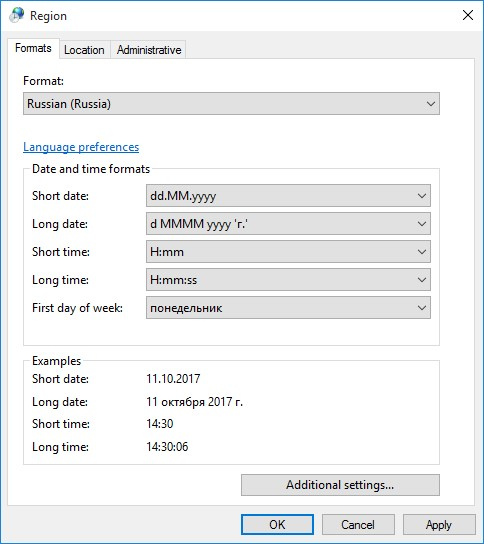 Region
Formats Location Administrative
Format:
Russian (Russia)
Language preferences
Date and time formats
Short date: dd.MM.yyyy
Long date: d MMMM yyyy 'г.'
Short time: H:mm
Long time: H:mm:ss
First day of week: понедельник
Examples
Short date: 11.10.2017
Long date: 11 октября 2017 г.
Short time: 14:30
Long time: 14:30:06
Additional settings...
OK Cancel Apply